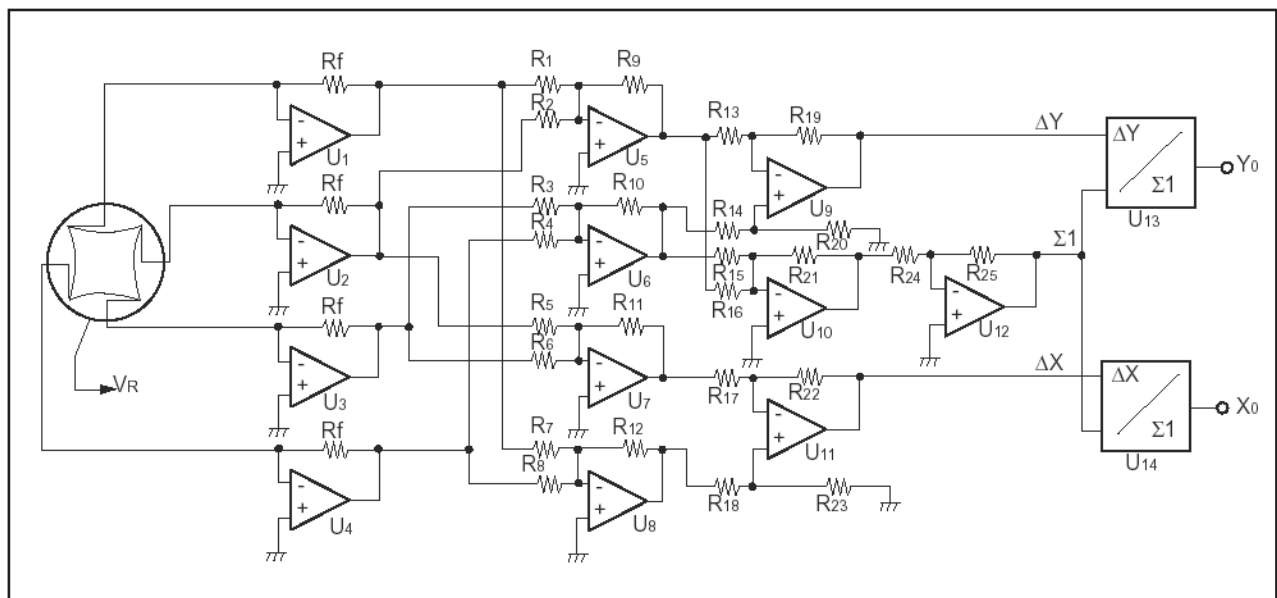 Rf
R1
R9
R2
R13
R19
ΔY
ΔY
- +
U1
- +
U5
Y0
Rf
R3
R10
- +
U9
Σ1
U13
R14
R4
R20
- +
U2
- +
U6
R15
R21
R24
R25
Σ1
R16
Rf
R5
R11
- +
U10
- +
U12
R6
VR
- +
U3
- +
U7
R17
R22
ΔX
ΔX
Rf
R7
R12
- +
U11
X0
Σ1
R8
U14
- +
U4
- +
U8
R18
R23